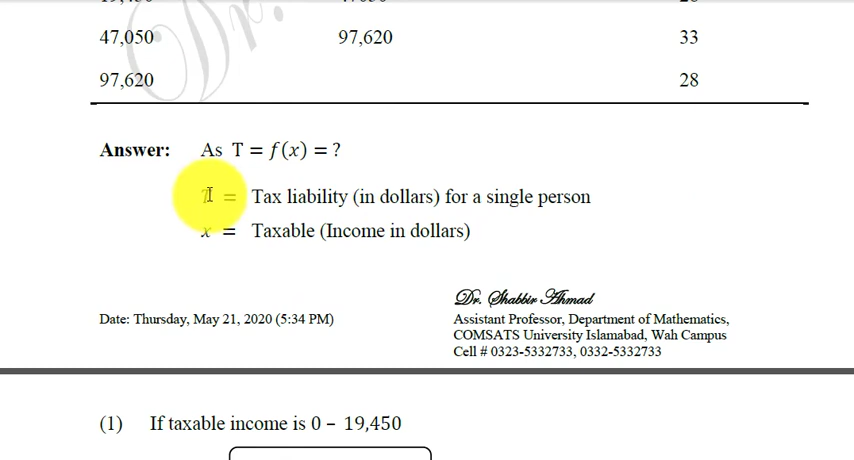 47,050 97,620 33
97,620 28
Answer: As T = f(x) = ?
= Tax liability (in dollars) for a single person
x = Taxable (Income in dollars)
Dr. Shabbir Ahmad
Date: Thursday, May 21, 2020 (5:34 PM) Assistant Professor, Department of Mathematics,
COMSATS University Islamabad, Wah Campus
Cell # 0323-5332733, 0332-5332733
(1) If taxable income is 0 – 19,450